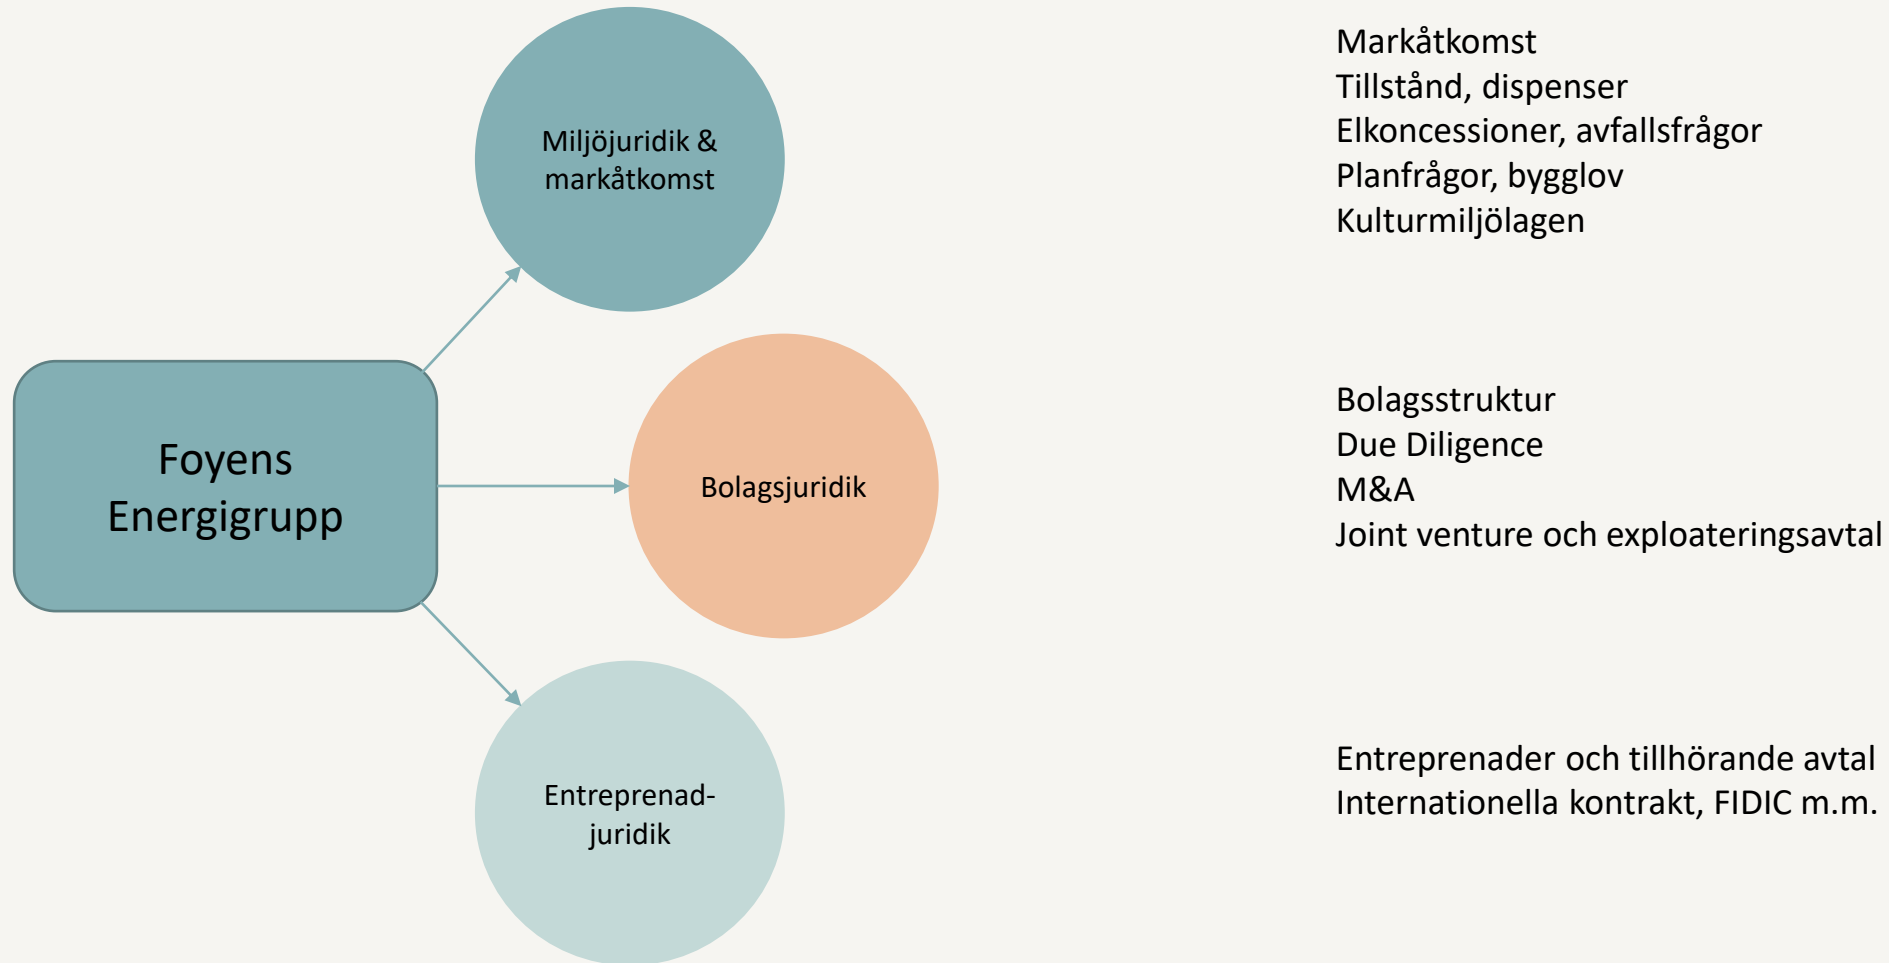 Foyens
Energigrupp
Miljöjuridik &
markåtkomst
Markåtkomst
Tillstånd, dispenser
Elkoncessioner, avfallsfrågor
Planfrågor, bygglov
Kulturmiljölagen
Bolagsjuridik
Bolagsstruktur
Due Diligence
M&A
Joint venture och exploateringsavtal
Entreprenad-
juridik
Entreprenader och tillhörande avtal
Internationella kontrakt, FIDIC m.m.